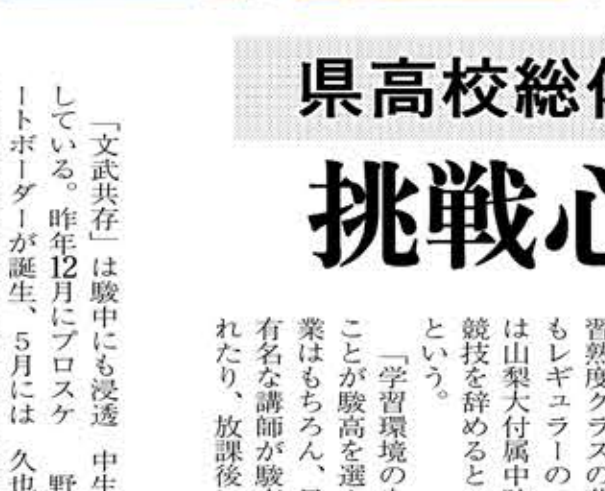 県高校総
挑戦心
習熟度クラスの
もレギュラーの
は山梨大付属中
競技を辞めると
という。
「学習環境の
ことが駿高を選
業はもちろん、
有名な講師が駿
れたり、放課後
「文武共存」は駿中にも浸透
している。昨年12月にプロスケ
ートボーダーが誕生、5月には
中生
野
久也